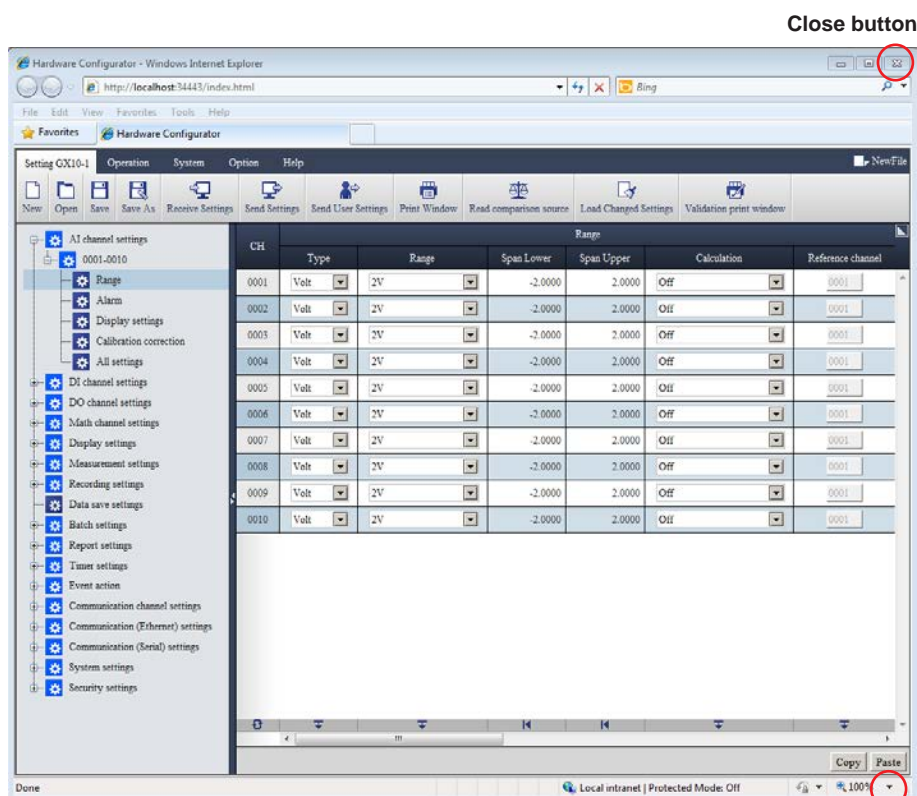 Close button
Hardware Configurator - Windows Internet Explorer
http://localhost:34443/index.html
Bing
File Edit View Favorites Tools Help
Favorites Hardware Configurator
Setting GX10-1 Operation System Option Help NewFile
New Open Save Save As Receive Settings Send Settings Send User Settings Print Window Read comparison source Load Changed Settings Validation print window
AI channel settings
0001-0010
Range
Alarm
Display settings
Calibration correction
All settings
DI channel settings
DO channel settings
Math channel settings
Display settings
Measurement settings
Recording settings
Data save settings
Batch settings
Report settings
Timer settings
Event action
Communication channel settings
Communication (Ethernet) settings
Communication (Serial) settings
System settings
Security settings
CH Range
Type Range Span Lower Span Upper Calculation Reference channel
0001 Volt 2V -2.0000 2.0000 Off 0001
0002 Volt 2V -2.0000 2.0000 Off 0001
0003 Volt 2V -2.0000 2.0000 Off 0001
0004 Volt 2V -2.0000 2.0000 Off 0001
0005 Volt 2V -2.0000 2.0000 Off 0001
0006 Volt 2V -2.0000 2.0000 Off 0001
0007 Volt 2V -2.0000 2.0000 Off 0001
0008 Volt 2V -2.0000 2.0000 Off 0001
0009 Volt 2V -2.0000 2.0000 Off 0001
0010 Volt 2V -2.0000 2.0000 Off 0001
Copy Paste
Done Local intranet | Protected Mode: Off 100%